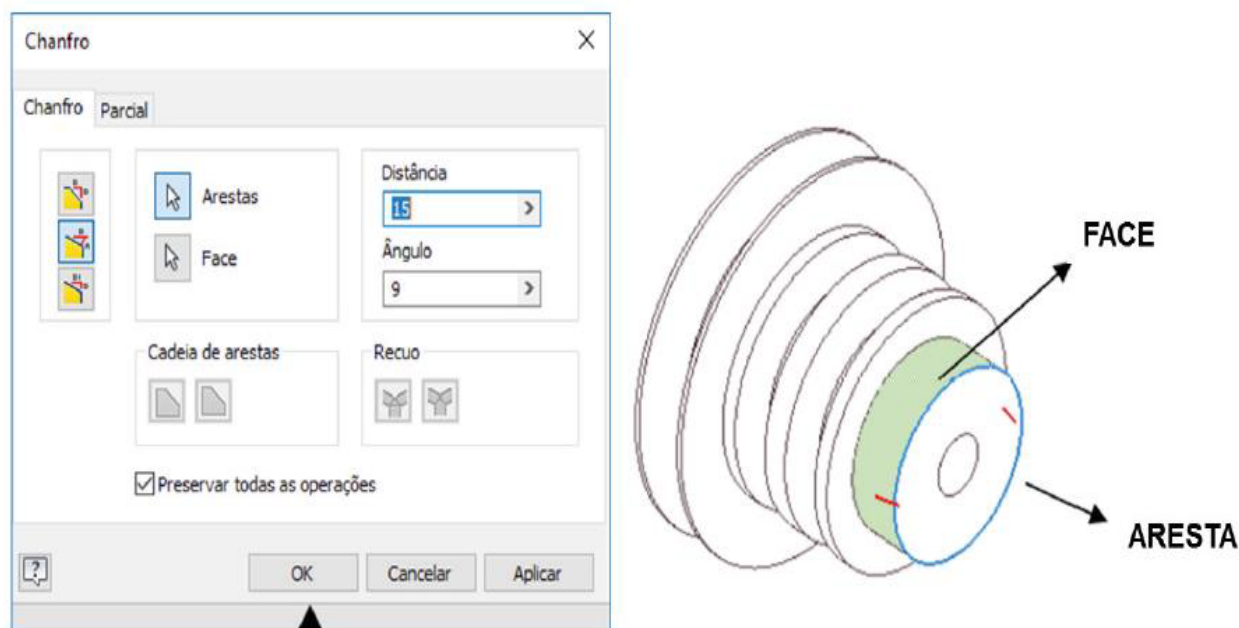 Chanfro
Chanfro Parcial
Arestas
Face
Distância
15
Ângulo
9
Cadeia de arestas
Recuo
Preservar todas as operações
OK Cancelar Aplicar
FACE
ARESTA